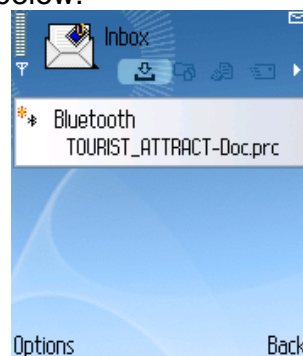 below:
Inbox
Bluetooth
TOURIST_ATTRACT-Doc.prc
Options Back